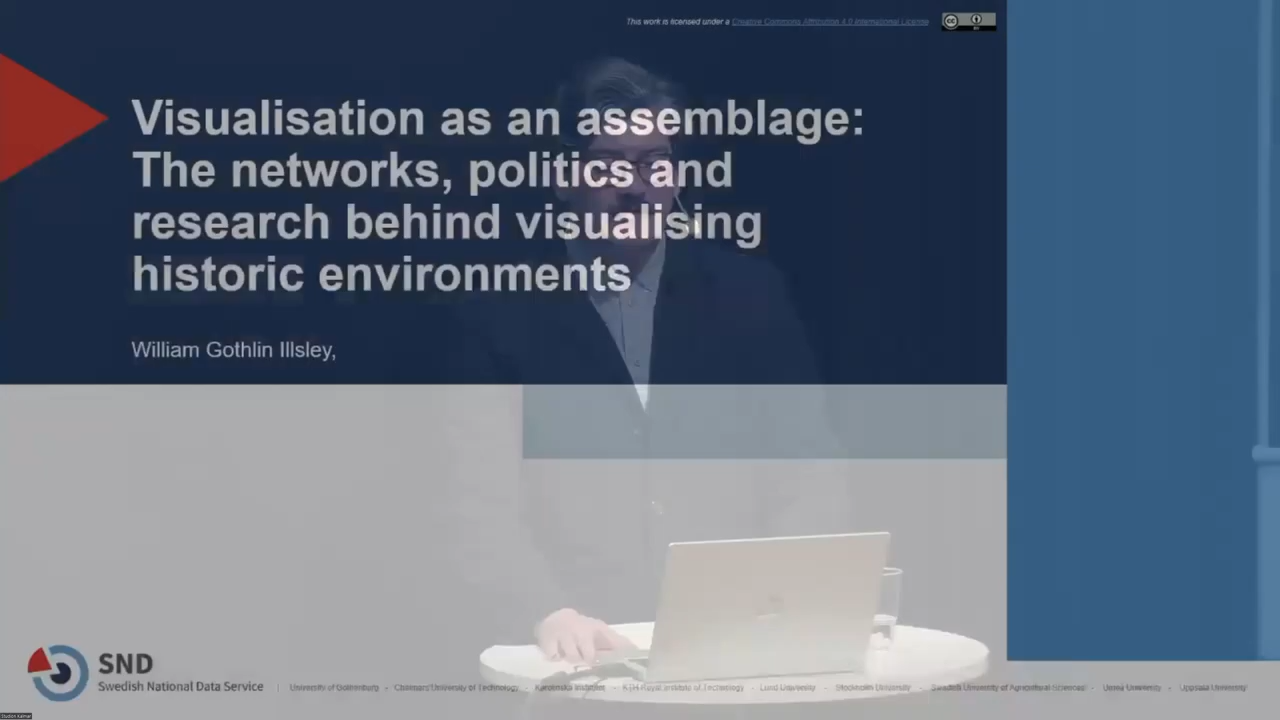 This work is licensed under a Creative Commons Attribution 4.0 International License
Visualisation as an assemblage:
The networks, politics and
research behind visualising
historic environments
William Gothlin Illsley,
SND
Swedish National Data Service
University of Gothenburg - Chalmers University of Technology - Karolinska Institutet - KTH Royal Institute of Technology - Lund University - Stockholm University - Swedish University of Agricultural Sciences - Umeå University - Uppsala University